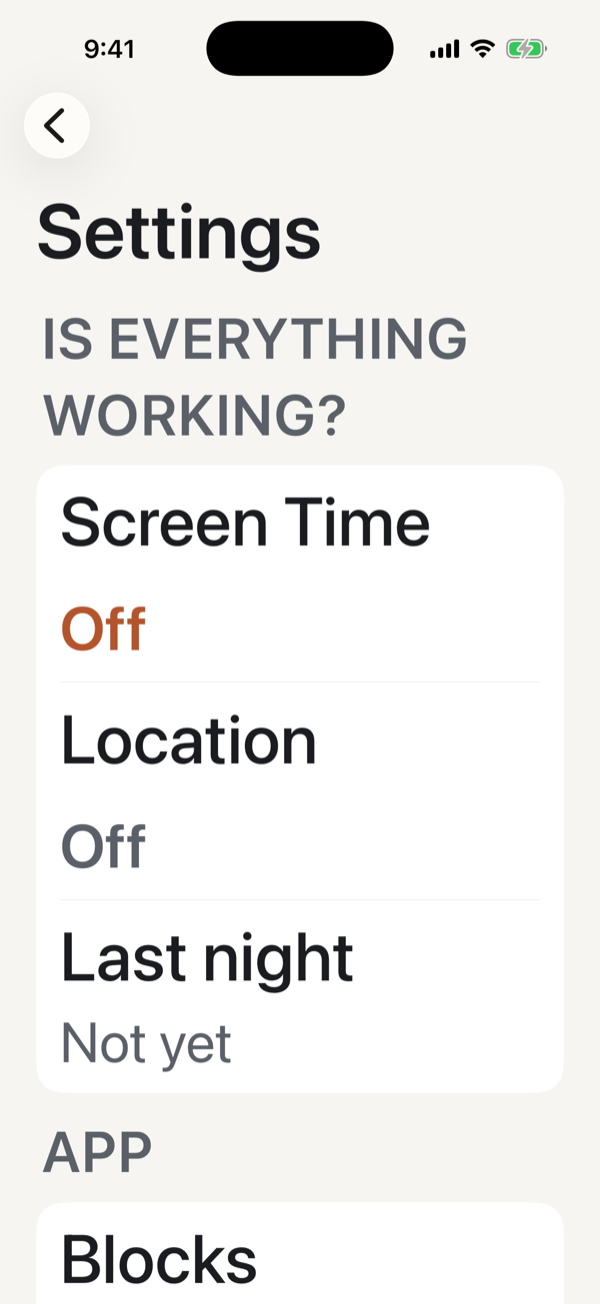 9:41
Settings
IS EVERYTHING
WORKING?
Screen Time
Off
Location
Off
Last night
Not yet
APP
Blocks